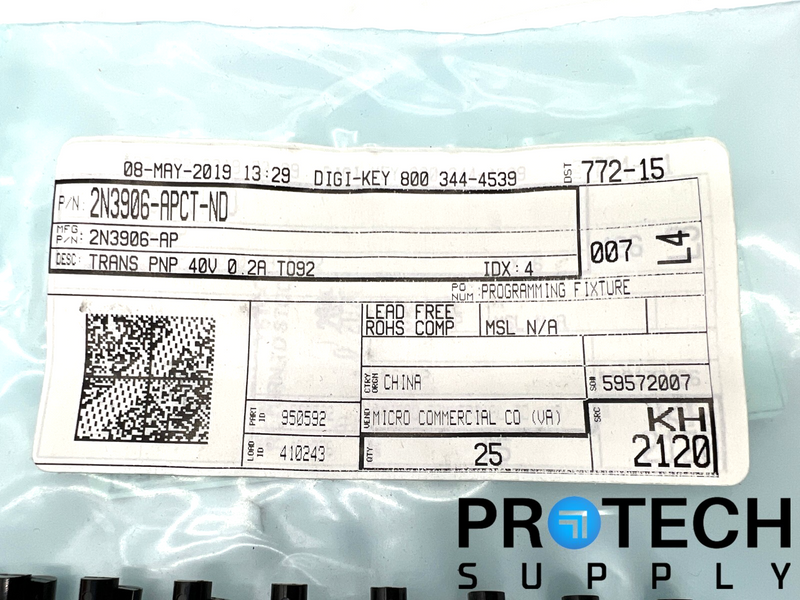 08-MAY-2019 13:29 DIGI-KEY 800 344-4539 DST 772-15
P/N: 2N3906-APCT-ND
MFG. P/N: 2N3906-AP
007 L4
DESC: TRANS PNP 40V 0.2A TO92 IDX: 4
PO NUM: PROGRAMMING FIXTURE
LEAD FREE
ROHS COMP MSL N/A
CTRY ORGN CHINA SO# 59572007
PART ID 950592 VEND MICRO COMMERCIAL CO (VA) SRC KH
LOAD ID 410243 QTY 25 2120
PROTECH
SUPPLY